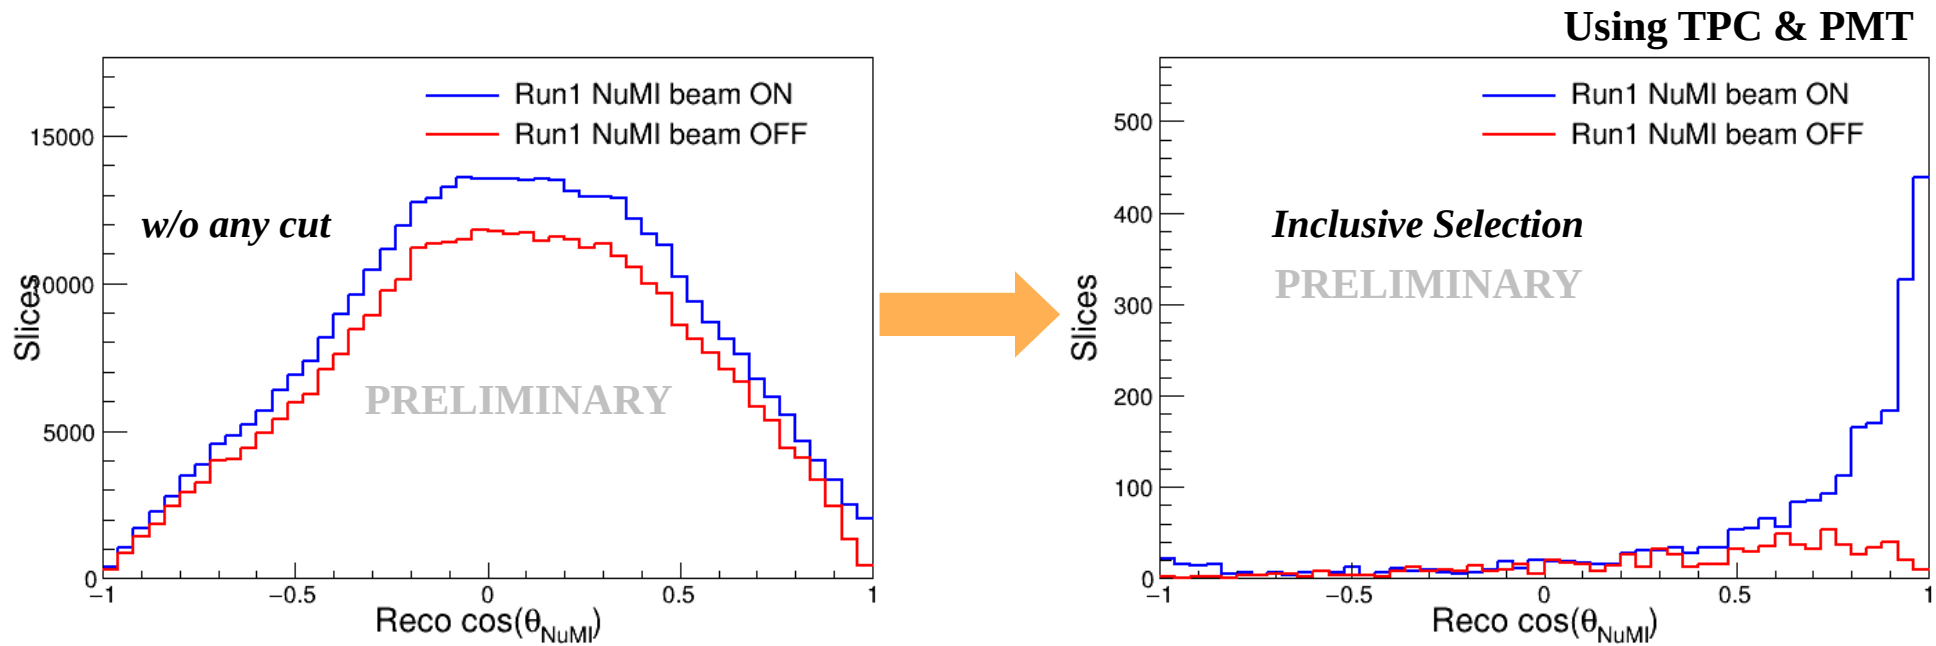 Using TPC & PMT
Run1 NuMI beam ON
Run1 NuMI beam OFF
w/o any cut
PRELIMINARY
Slices
15000
10000
5000
0
−1
−0.5
0
0.5
1
Reco cos(θNuMI)
Run1 NuMI beam ON
Run1 NuMI beam OFF
Inclusive Selection
PRELIMINARY
Slices
500
400
300
200
100
0
−1
−0.5
0
0.5
1
Reco cos(θNuMI)